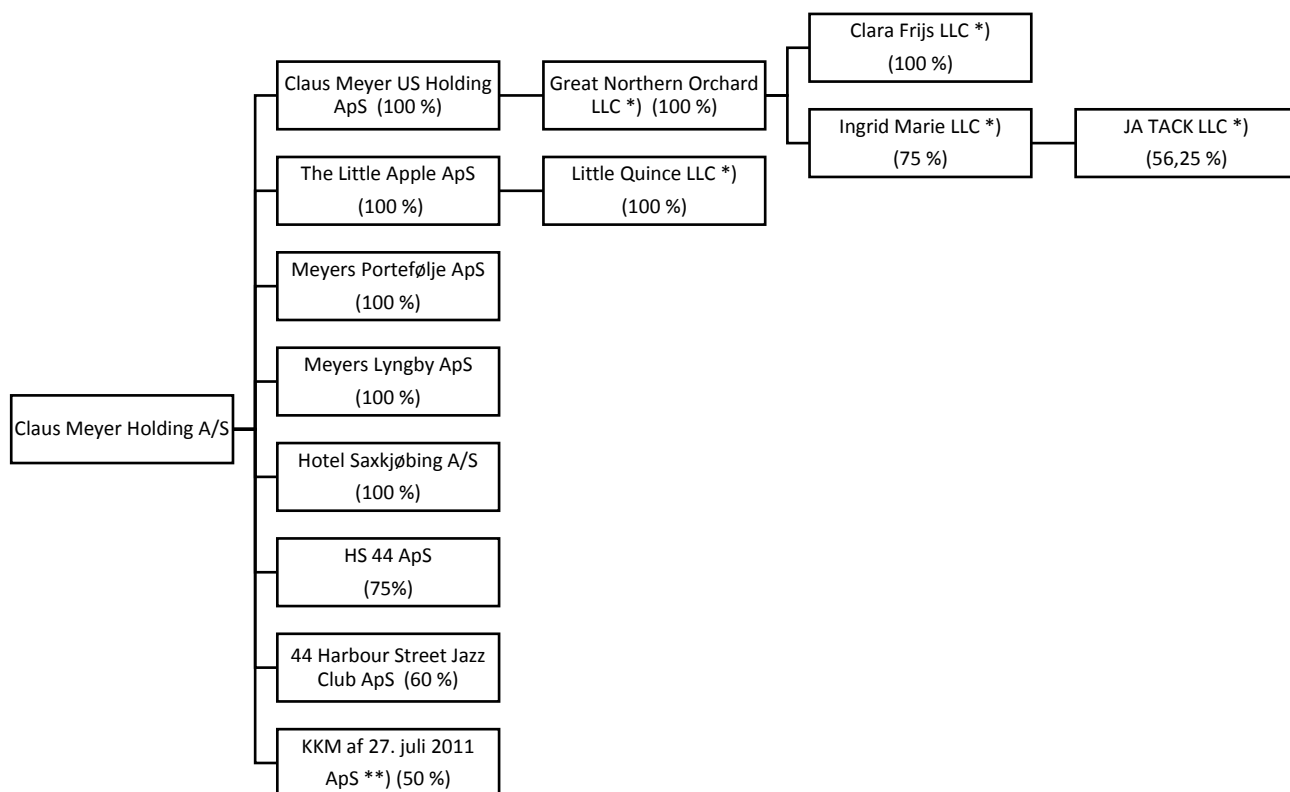 Clara Frijs LLC *)
(100 %)
Claus Meyer US Holding
ApS (100 %)
Great Northern Orchard
LLC *) (100 %)
Ingrid Marie LLC *)
(75 %)
JA TACK LLC *)
(56,25 %)
The Little Apple ApS
(100 %)
Little Quince LLC *)
(100 %)
Meyers Portefølje ApS
(100 %)
Meyers Lyngby ApS
(100 %)
Claus Meyer Holding A/S
Hotel Saxkjøbing A/S
(100 %)
HS 44 ApS
(75%)
44 Harbour Street Jazz
Club ApS (60 %)
KKM af 27. juli 2011
ApS **) (50 %)